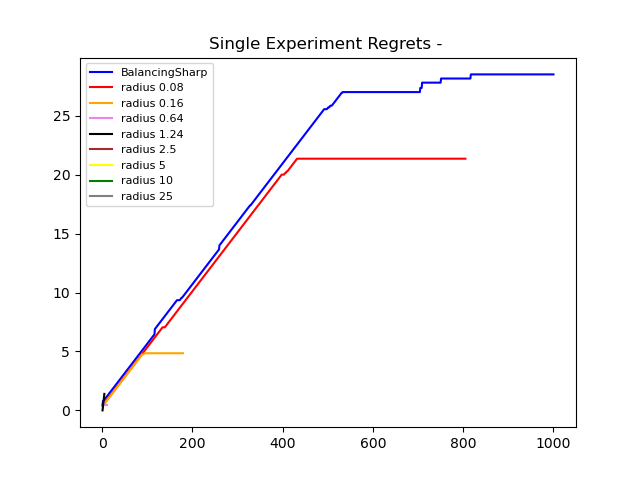 Single Experiment Regrets -
BalancingSharp
radius 0.08
radius 0.16
radius 0.64
radius 1.24
radius 2.5
radius 5
radius 10
radius 25
25
20
15
10
5
0
0 200 400 600 800 1000